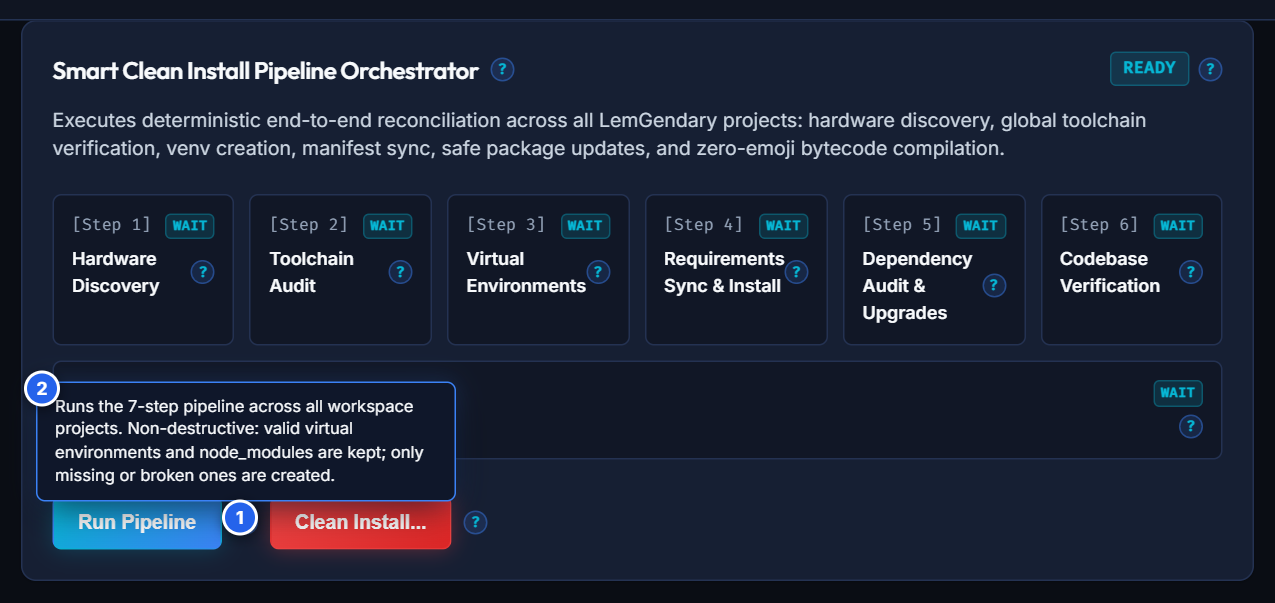 Smart Clean Install Pipeline Orchestrator ?
READY ?
Executes deterministic end-to-end reconciliation across all LemGendary projects: hardware discovery, global toolchain
verification, venv creation, manifest sync, safe package updates, and zero-emoji bytecode compilation.
[Step 1] WAIT
Hardware
Discovery ?
[Step 2] WAIT
Toolchain
Audit ?
[Step 3] WAIT
Virtual
Environments ?
[Step 4] WAIT
Requirements
Sync & Install ?
[Step 5] WAIT
Dependency
Audit & ?
Upgrades
[Step 6] WAIT
Codebase
Verification ?
WAIT
?
2
Runs the 7-step pipeline across all workspace
projects. Non-destructive: valid virtual
environments and node_modules are kept; only
missing or broken ones are created.
Run Pipeline 1 Clean Install... ?